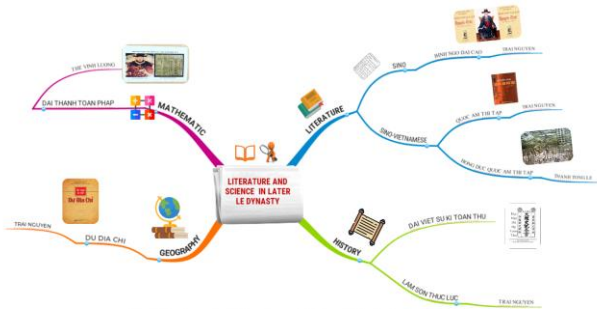 LITERATURE AND
SCIENCE IN LATER
LE DYNASTY
LITERATURE
SINO
BINH NGO DAI CAO
TRAI NGUYEN
SINO-VIETNAMESE
QUOC AM THI TAP
TRAI NGUYEN
HONG DUC QUOC AM THI TAP
THANH TONG LE
HISTORY
DAI VIET SU KI TOAN THU
LAM SON THUC LUC
TRAI NGUYEN
GEOGRAPHY
DU DIA CHI
TRAI NGUYEN
Dư Địa Chí
MATHEMATIC
DAI THANH TOAN PHAP
THE VINH LUONG